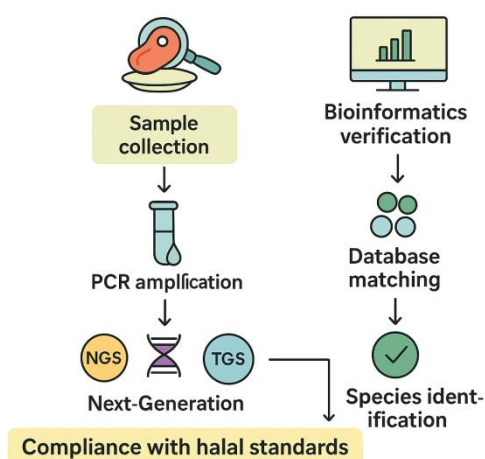 Sample
collection
PCR amplification
NGS
TGS
Next-Generation
Bioinformatics
verification
Database
matching
Species ident-
ification
Compliance with halal standards